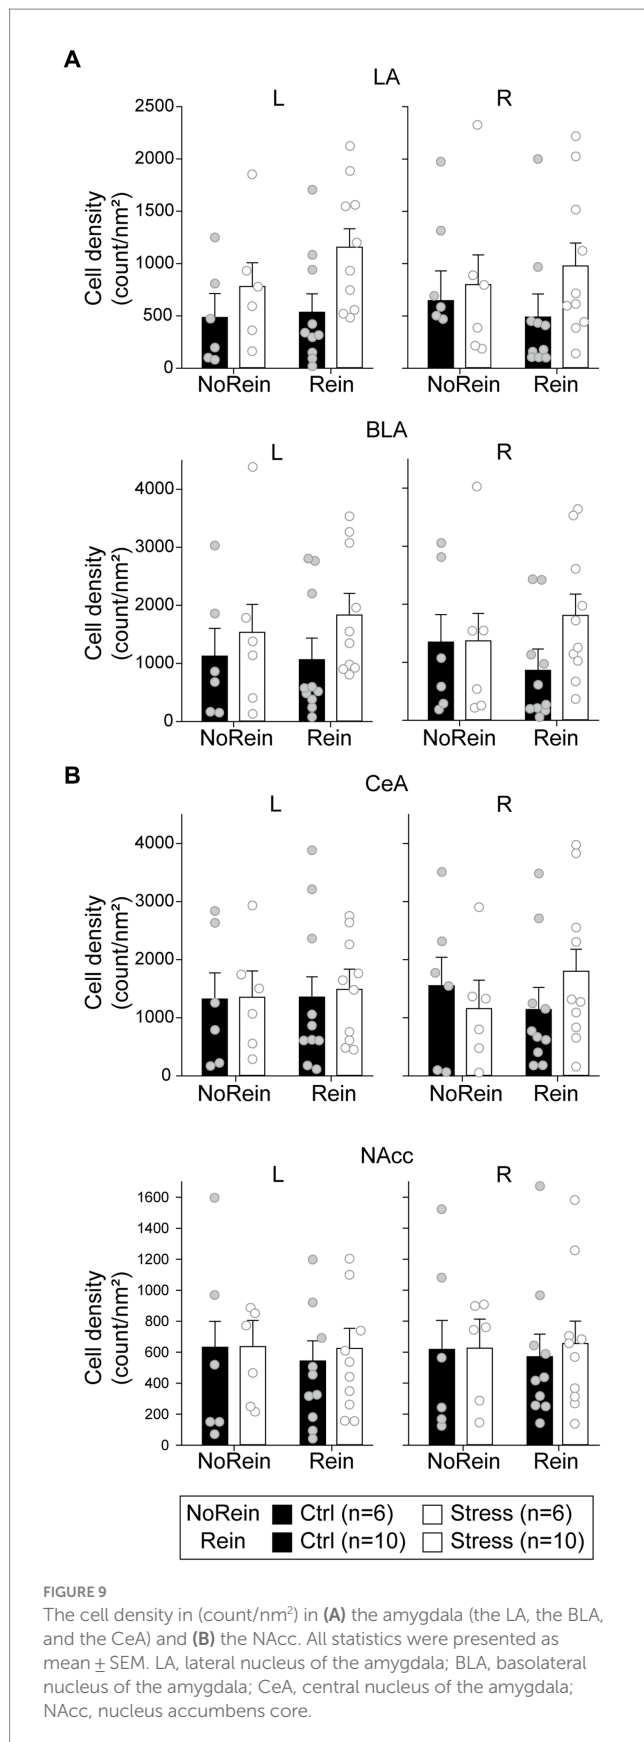 A
LA
L R
2500
2000
1500
1000
500
0
Cell density
(count/nm²)
NoRein Rein NoRein Rein
BLA
L R
4000
3000
2000
1000
0
Cell density
(count/nm²)
NoRein Rein NoRein Rein
B
CeA
L R
4000
3000
2000
1000
0
Cell density
(count/nm²)
NoRein Rein NoRein Rein
NAcc
L R
1600
1400
1200
1000
800
600
400
200
0
Cell density
(count/nm²)
NoRein Rein NoRein Rein
NoRein Ctrl (n=6) Stress (n=6)
Rein Ctrl (n=10) Stress (n=10)
FIGURE 9
The cell density in (count/nm²) in (A) the amygdala (the LA, the BLA,
and the CeA) and (B) the NAcc. All statistics were presented as
mean ± SEM. LA, lateral nucleus of the amygdala; BLA, basolateral
nucleus of the amygdala; CeA, central nucleus of the amygdala;
NAcc, nucleus accumbens core.